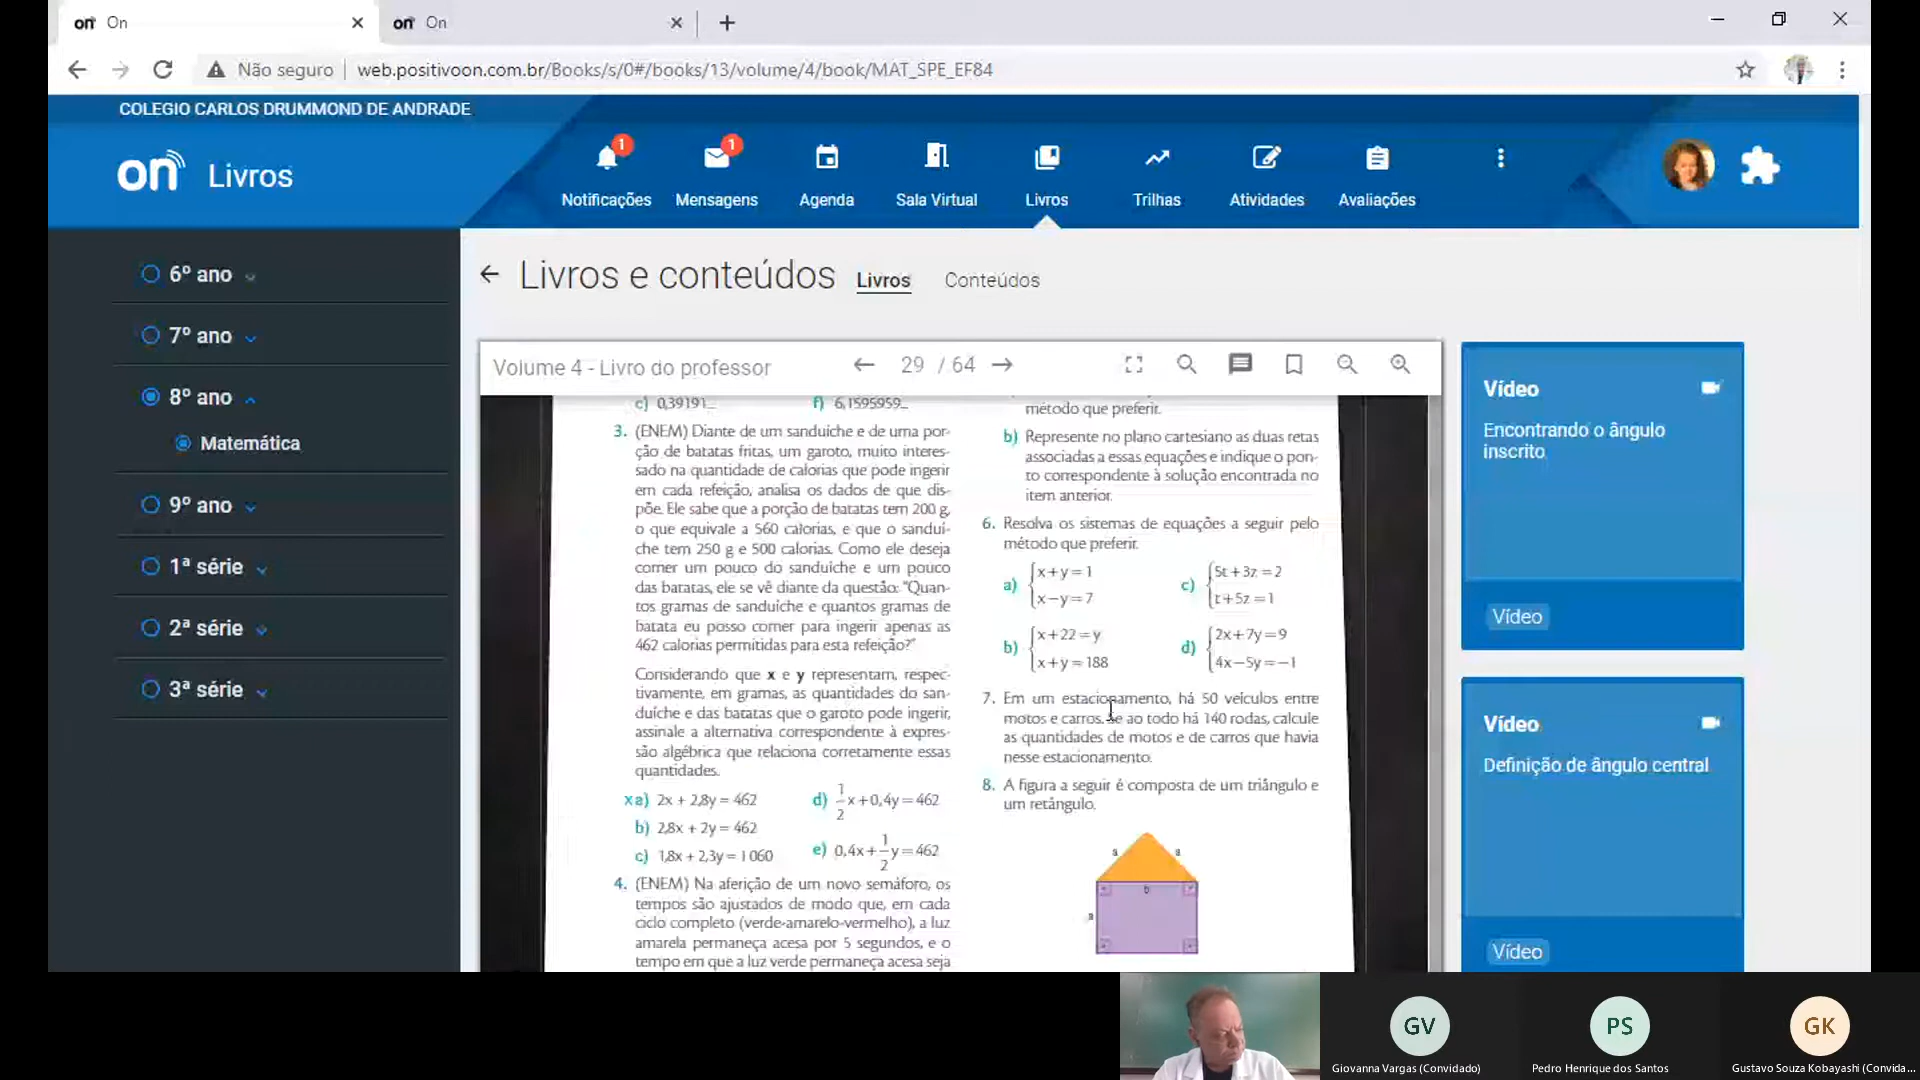 on On
on On
Não seguro
web.positivoon.com.br/Books/s/0#/books/13/volume/4/book/MAT_SPE_EF84
COLEGIO CARLOS DRUMMOND DE ANDRADE
on Livros
1
1
Notificações
Mensagens
Agenda
Sala Virtual
Livros
Trilhas
Atividades
Avaliações
6º ano
7º ano
8º ano
Matemática
9º ano
1ª série
2ª série
3ª série
Livros e conteúdos
Livros
Conteúdos
Volume 4 - Livro do professor
29 / 64
c) 0,39191...
f) 6,1595959...
3. (ENEM) Diante de um sanduíche e de uma por-
ção de batatas fritas, um garoto, muito interes-
sado na quantidade de calorias que pode ingerir
em cada refeição, analisa os dados de que dis-
põe. Ele sabe que a porção de batatas tem 200 g,
o que equivale a 560 calorias, e que o sanduí-
che tem 250 g e 500 calorias. Como ele deseja
comer um pouco do sanduíche e um pouco
das batatas, ele se vê diante da questão: "Quan-
tos gramas de sanduíche e quantos gramas de
batata eu posso comer para ingerir apenas as
462 calorias permitidas para esta refeição?"
Considerando que x e y representam, respec-
tivamente, em gramas, as quantidades do san-
duíche e das batatas que o garoto pode ingerir,
assinale a alternativa correspondente à expres-
são algébrica que relaciona corretamente essas
quantidades.
x a) 2x + 2,8y = 462
b) 2,8x + 2y = 462
c) 1,8x + 2,3y = 1 060
d) 1/2 x + 0,4y = 462
e) 0,4x + 1/2 y = 462
4. (ENEM) Na aferição de um novo semáforo, os
tempos são ajustados de modo que, em cada
ciclo completo (verde-amarelo-vermelho), a luz
amarela permaneça acesa por 5 segundos, e o
tempo em que a luz verde permaneça acesa seja
método que preferir.
b) Represente no plano cartesiano as duas retas
associadas a essas equações e indique o pon-
to correspondente à solução encontrada no
item anterior.
6. Resolva os sistemas de equações a seguir pelo
método que preferir.
a) x + y = 1
x − y = 7
c) 5t + 3z = 2
t + 5z = 1
b) x + 22 = y
x + y = 188
d) 2x + 7y = 9
4x − 5y = −1
7. Em um estacionamento, há 50 veículos entre
motos e carros. Se ao todo há 140 rodas, calcule
as quantidades de motos e de carros que havia
nesse estacionamento.
8. A figura a seguir é composta de um triângulo e
um retângulo.
a a
b
a
Vídeo
Encontrando o ângulo
inscrito
Vídeo
Vídeo
Definição de ângulo central
Vídeo
GV
PS
GK
Giovanna Vargas (Convidado)
Pedro Henrique dos Santos
Gustavo Souza Kobayashi (Convida...